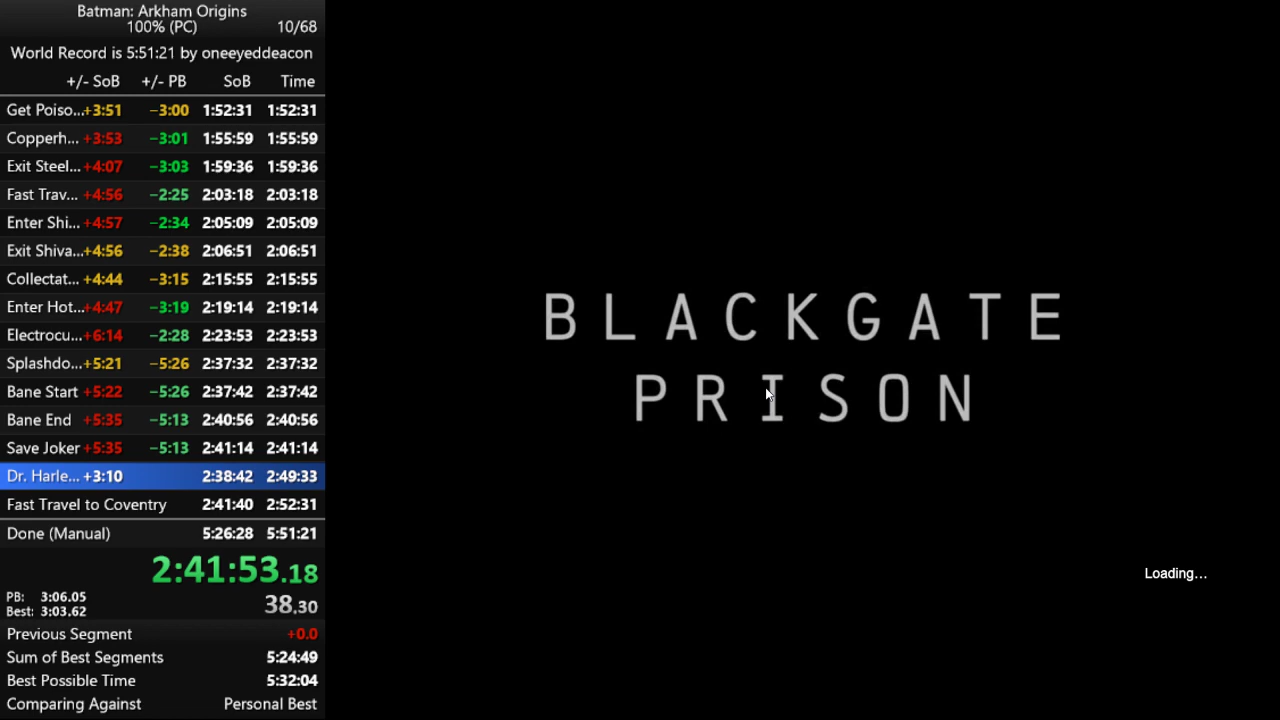 Batman: Arkham Origins
100% (PC) 10/68
World Record is 5:51:21 by oneeyeddeacon
+/- SoB +/- PB SoB Time
Get Poiso... +3:51 −3:00 1:52:31 1:52:31
Copperh... +3:53 −3:01 1:55:59 1:55:59
Exit Steel... +4:07 −3:03 1:59:36 1:59:36
Fast Trav... +4:56 −2:25 2:03:18 2:03:18
Enter Shi... +4:57 −2:34 2:05:09 2:05:09
Exit Shiva... +4:56 −2:38 2:06:51 2:06:51
Collectat... +4:44 −3:15 2:15:55 2:15:55
Enter Hot... +4:47 −3:19 2:19:14 2:19:14
Electrocu... +6:14 −2:28 2:23:53 2:23:53
Splashdo... +5:21 −5:26 2:37:32 2:37:32
Bane Start +5:22 −5:26 2:37:42 2:37:42
Bane End +5:35 −5:13 2:40:56 2:40:56
Save Joker +5:35 −5:13 2:41:14 2:41:14
Dr. Harle... +3:10 2:38:42 2:49:33
Fast Travel to Coventry 2:41:40 2:52:31
Done (Manual) 5:26:28 5:51:21
2:41:53.18
PB: 3:06.05
Best: 3:03.62
38.30
Previous Segment +0.0
Sum of Best Segments 5:24:49
Best Possible Time 5:32:04
Comparing Against Personal Best
BLACKGATE
PRISON
Loading...